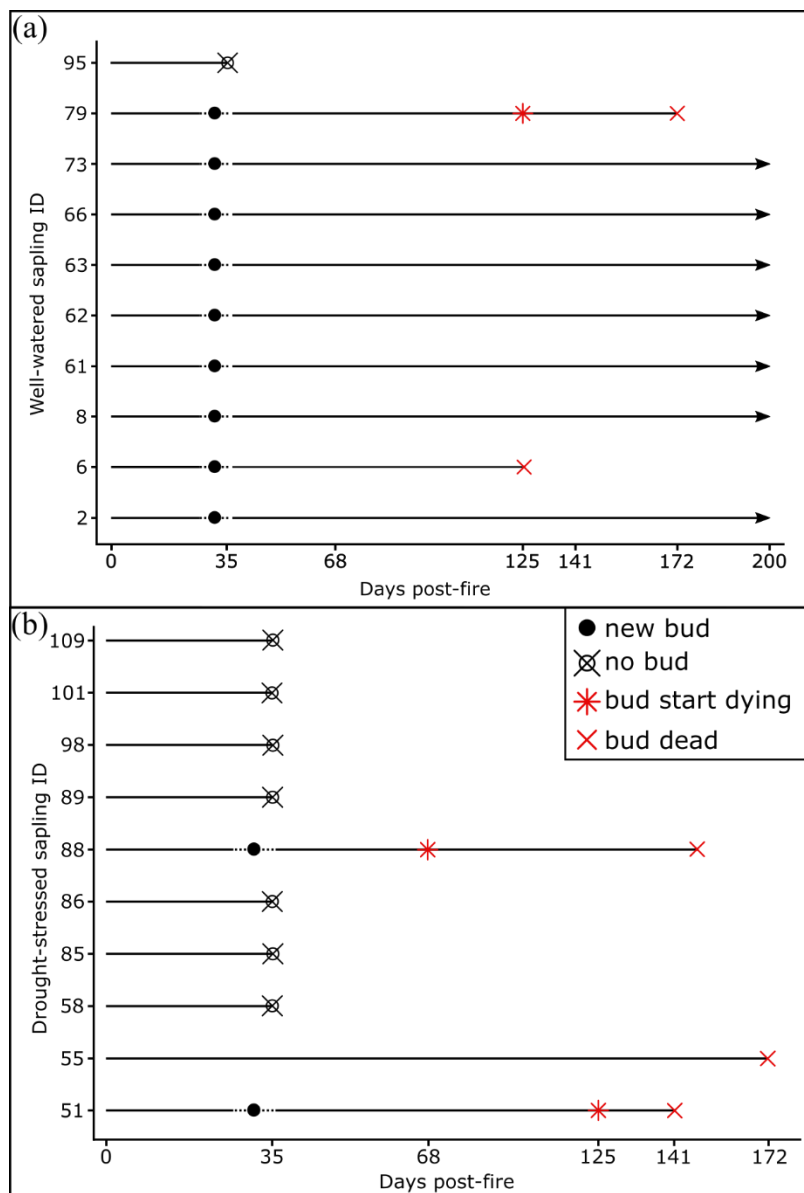 (a)
Well-watered sapling ID
95
79
73
66
63
62
61
8
6
2
0 35 68 125 141 172 200
Days post-fire
(b)
new bud
no bud
bud start dying
bud dead
Drought-stressed sapling ID
109
101
98
89
88
86
85
58
55
51
0 35 68 125 141 172
Days post-fire